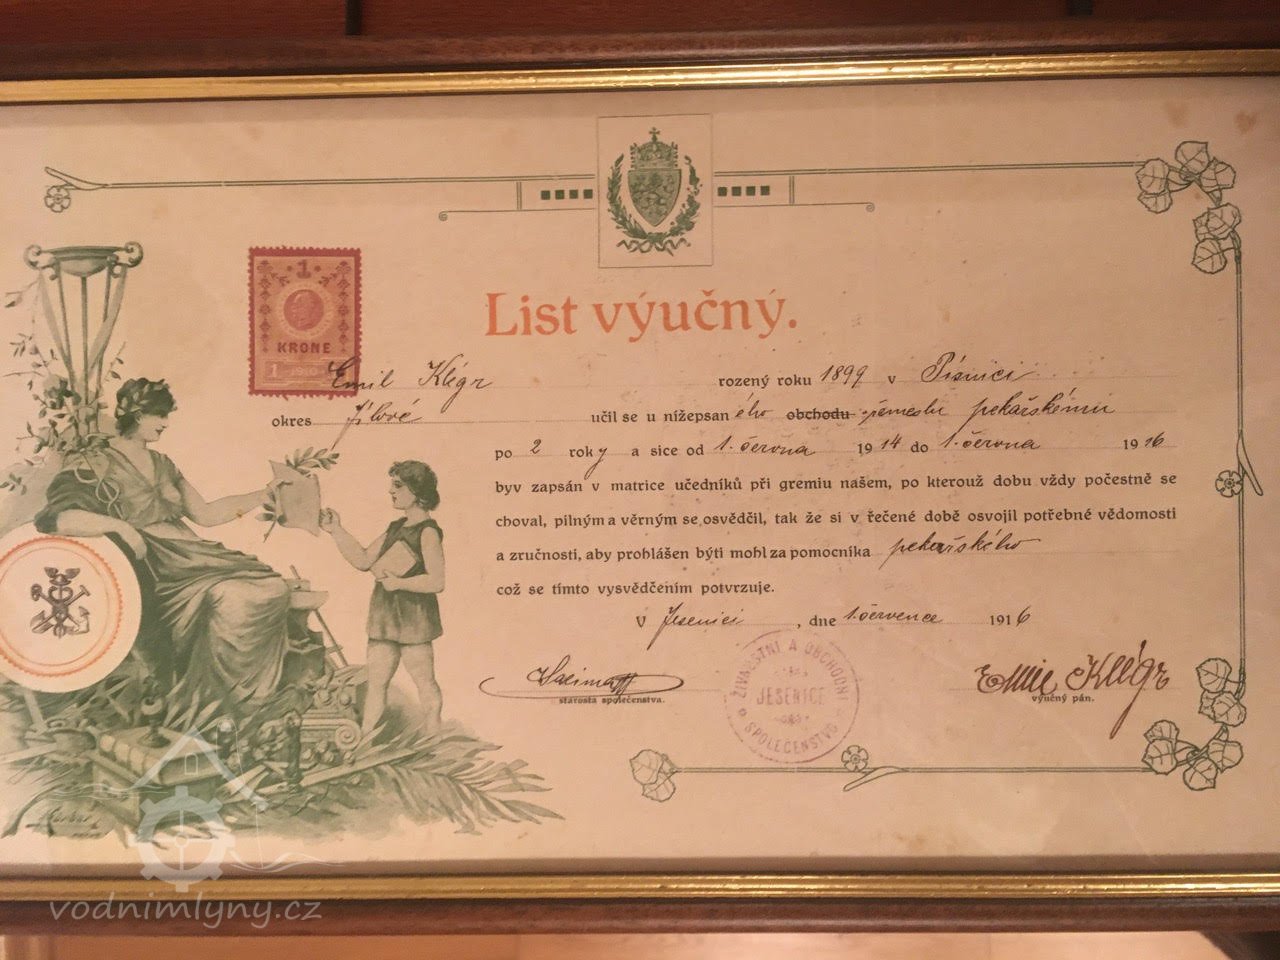 List výučný.
1
KRONE
1 1910
Emil Klégr rozený roku 1899 v Písnici
okres Jílové učil se u nížepsaného obchodu řemeslu pekařskému
po 2 roky a sice od 1. června 1914 do 1. června 1916
byv zapsán v matrice učedníků při gremiu našem, po kterouž dobu vždy počestně se
choval, pilným a věrným se osvědčil, tak že si v řečené době osvojil potřebné vědomosti
a zručnosti, aby prohlášen býti mohl za pomocníka pekařského
což se tímto vysvědčením potvrzuje.
V Jesenici, dne 1. července 1916
starosta společenstva.
ŽIVNOSTNÍ A OBCHODNÍ
JESENICE
SPOLEČENSTVO
Emil Klégr
výučný pán.
vodnimlyny.cz